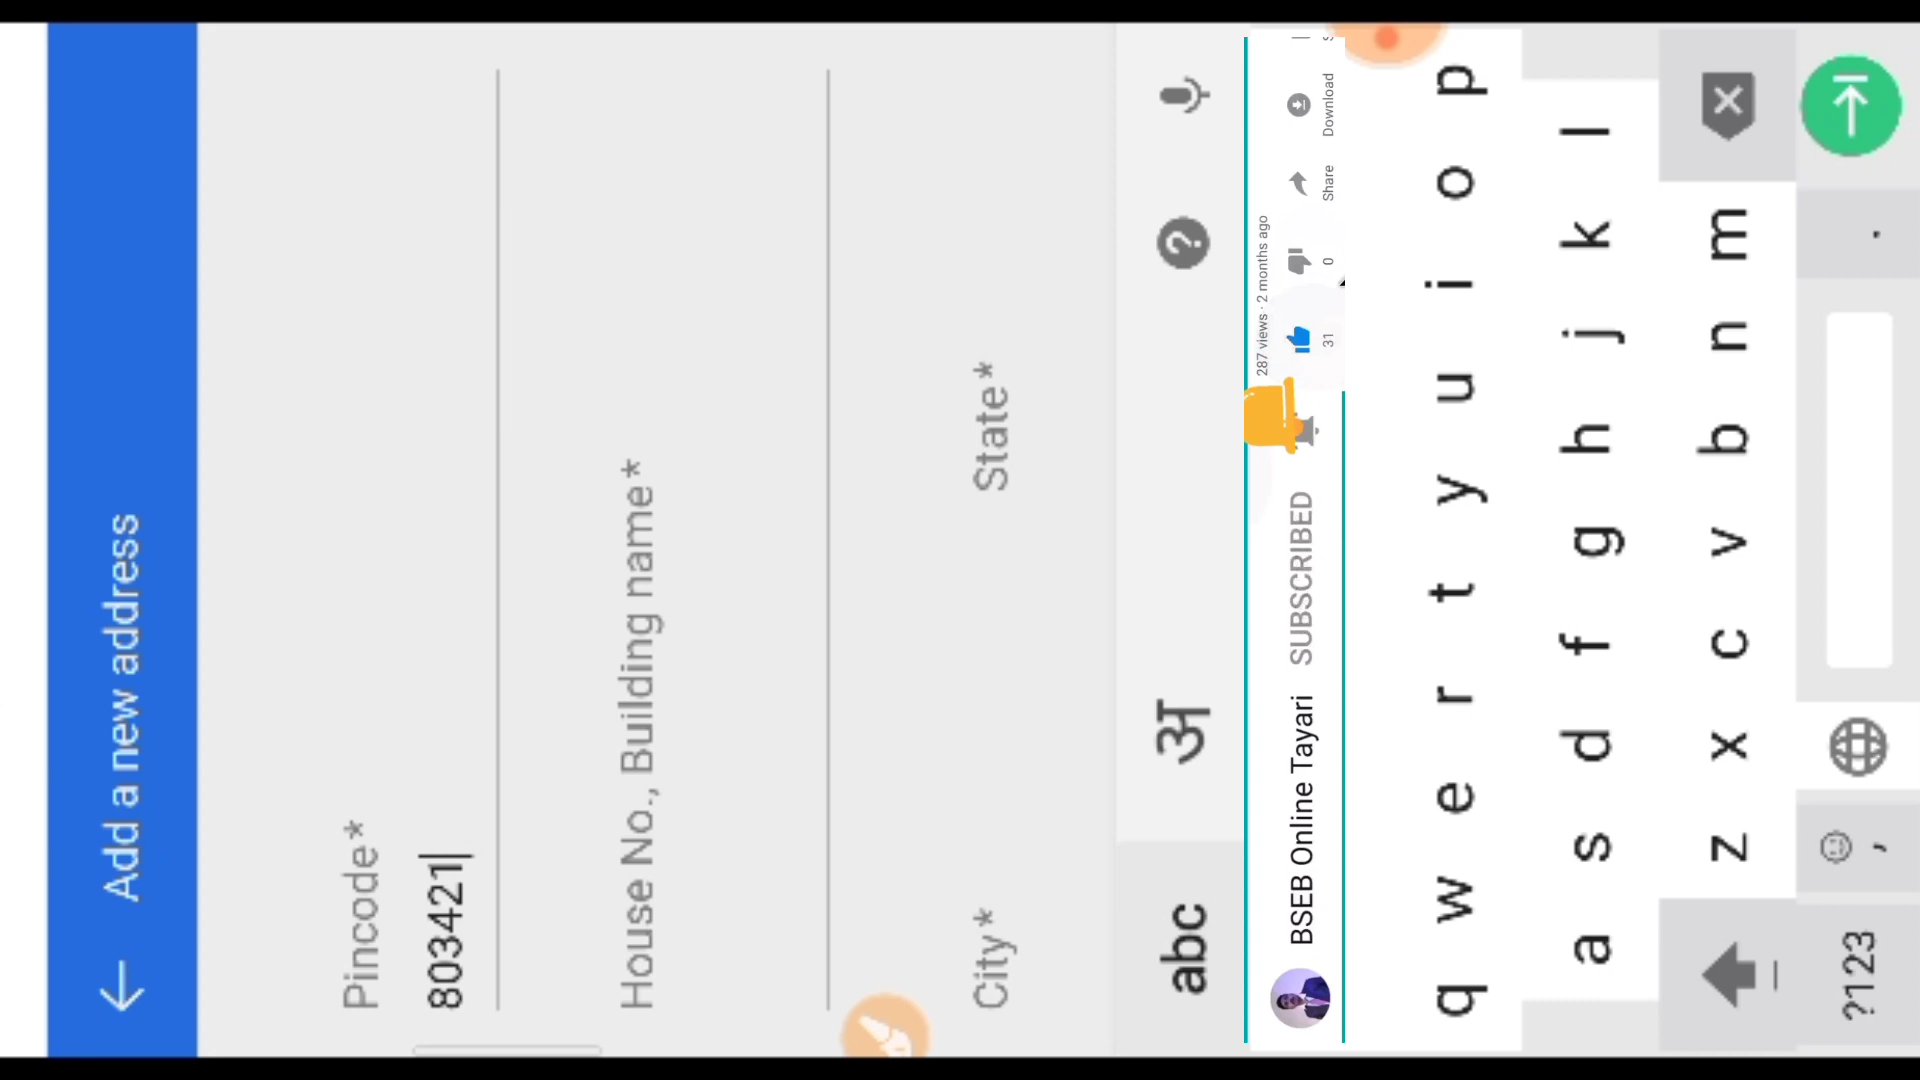 Add a new address
Pincode*
803421
House No., Building name*
City* State*
abc अ
287 views · 2 months ago
31 0 Share Download
BSEB Online Tayari SUBSCRIBED
q w e r t y u i o p
a s d f g h j k l
z x c v b n m
?123 , .